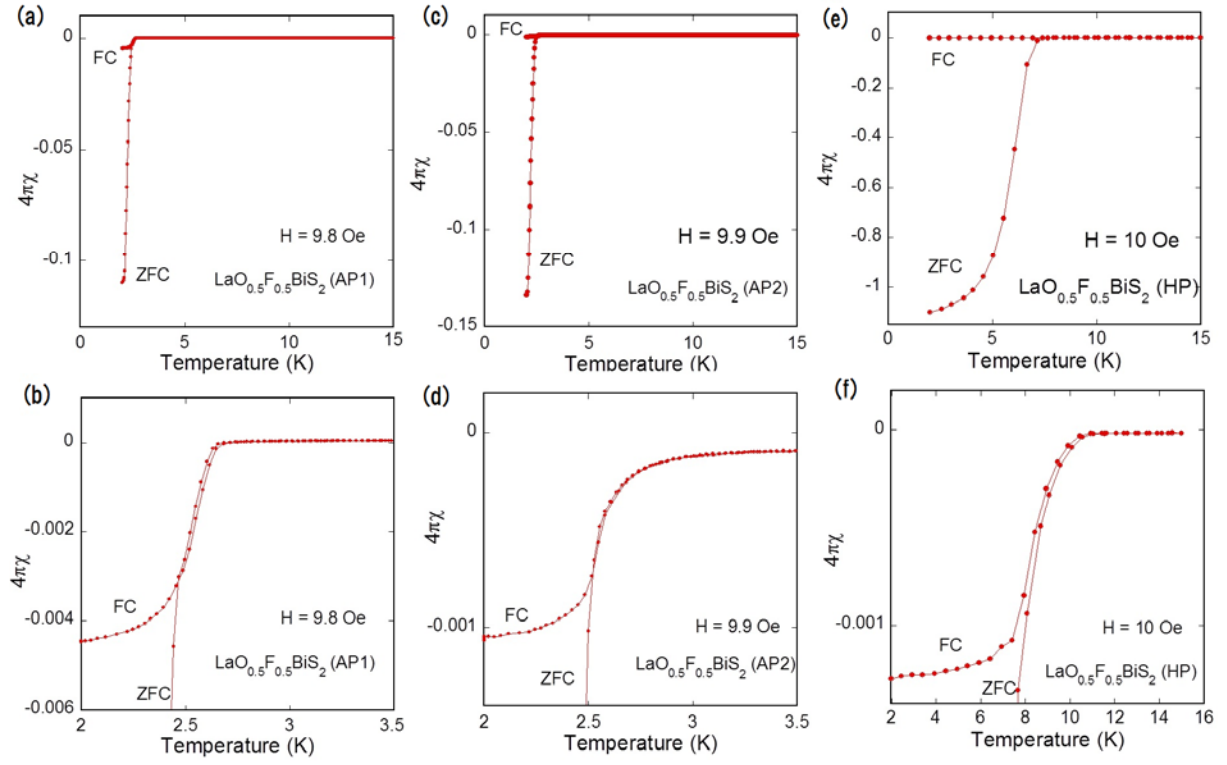 (a)
0
FC
-0.05
4πχ
H = 9.8 Oe
-0.1
ZFC
LaO0.5F0.5BiS2 (AP1)
0
5
10
15
Temperature (K)
(b)
0
-0.002
4πχ
FC
-0.004
H = 9.8 Oe
LaO0.5F0.5BiS2 (AP1)
ZFC
-0.006
2
2.5
3
3.5
Temperature (K)
(c)
0
FC
-0.05
4πχ
-0.1
H = 9.9 Oe
ZFC
LaO0.5F0.5BiS2 (AP2)
-0.15
0
5
10
15
Temperature (K)
(d)
0
4πχ
FC
-0.001
H = 9.9 Oe
LaO0.5F0.5BiS2 (AP2)
ZFC
2
2.5
3
3.5
Temperature (K)
(e)
0
FC
-0.2
-0.4
4πχ
-0.6
-0.8
H = 10 Oe
ZFC
-1
LaO0.5F0.5BiS2 (HP)
0
5
10
15
Temperature (K)
(f)
0
4πχ
-0.001
FC
H = 10 Oe
LaO0.5F0.5BiS2 (HP)
ZFC
2
4
6
8
10
12
14
16
Temperature (K)